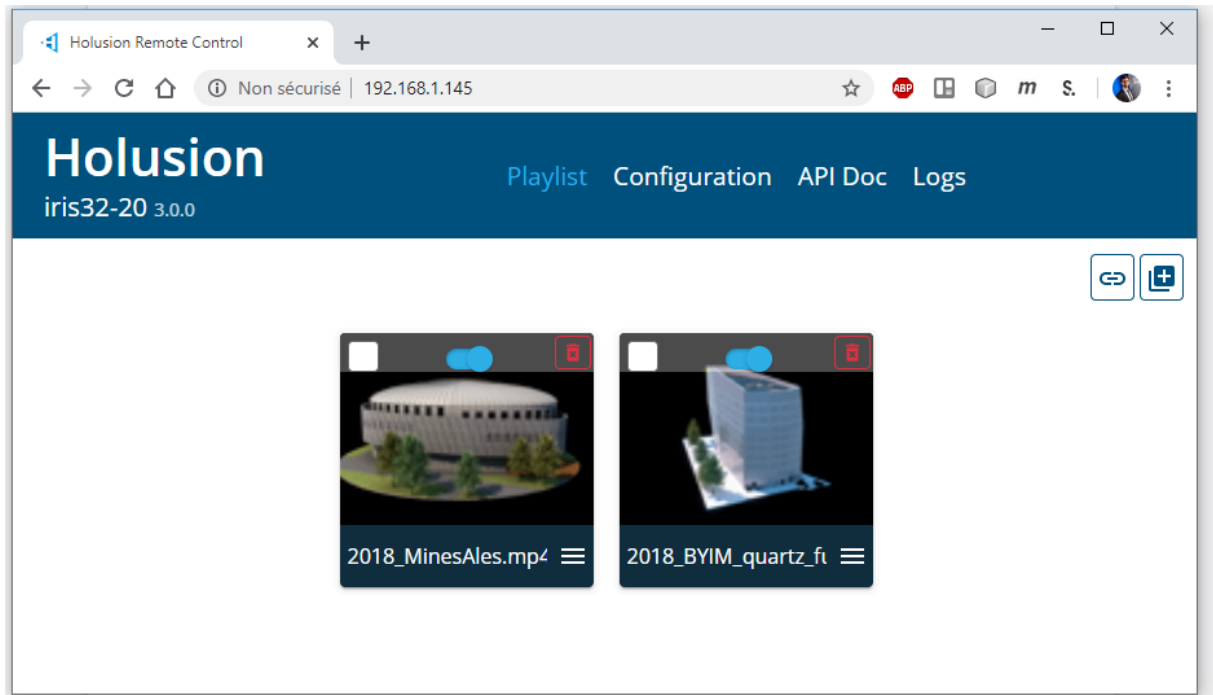 Holusion Remote Control
Non sécurisé | 192.168.1.145
ABP
m
S.
Holusion
iris32-20 3.0.0
Playlist Configuration API Doc Logs
2018_MinesAles.mp4
2018_BYIM_quartz_fu